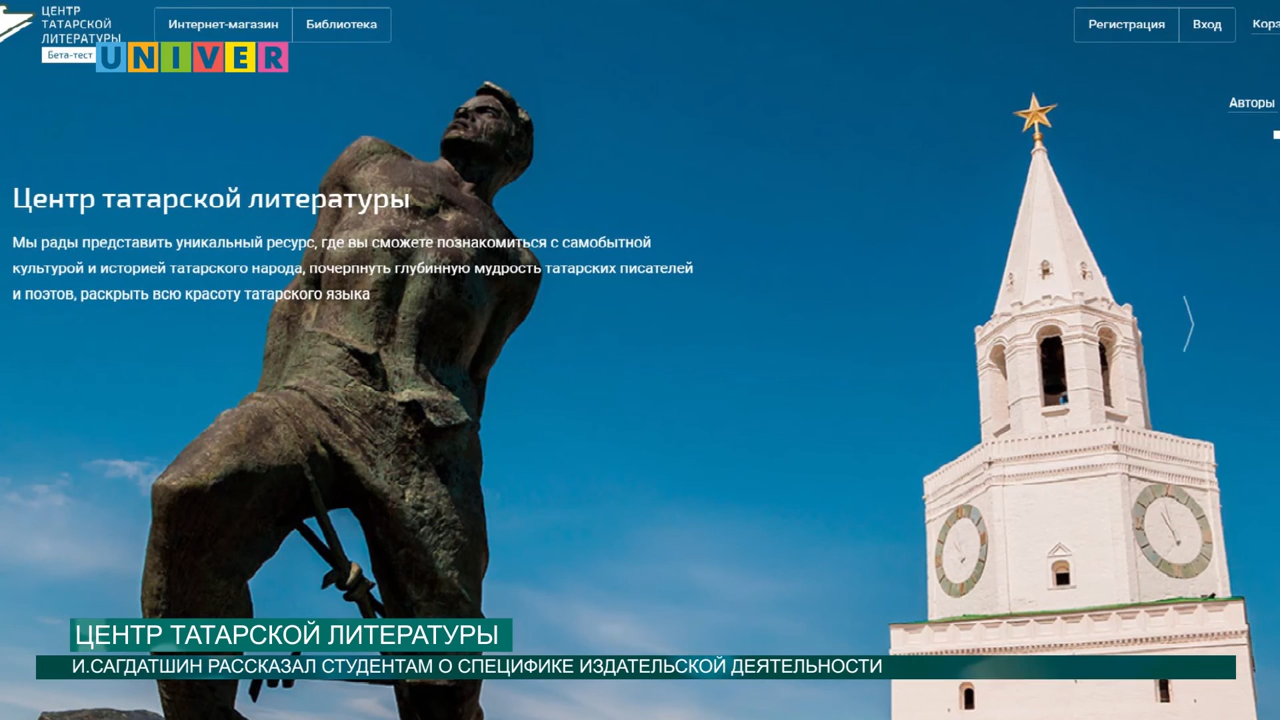 ЦЕНТР
ТАТАРСКОЙ
ЛИТЕРАТУРЫ
Бета-тест
UNIVER
Интернет-магазин
Библиотека
Регистрация
Вход
Авторы
Центр татарской литературы
Мы рады представить уникальный ресурс, где вы сможете познакомиться с самобытной
культурой и историей татарского народа, почерпнуть глубинную мудрость татарских писателей
и поэтов, раскрыть всю красоту татарского языка
ЦЕНТР ТАТАРСКОЙ ЛИТЕРАТУРЫ
И.САГДАТШИН РАССКАЗАЛ СТУДЕНТАМ О СПЕЦИФИКЕ ИЗДАТЕЛЬСКОЙ ДЕЯТЕЛЬНОСТИ